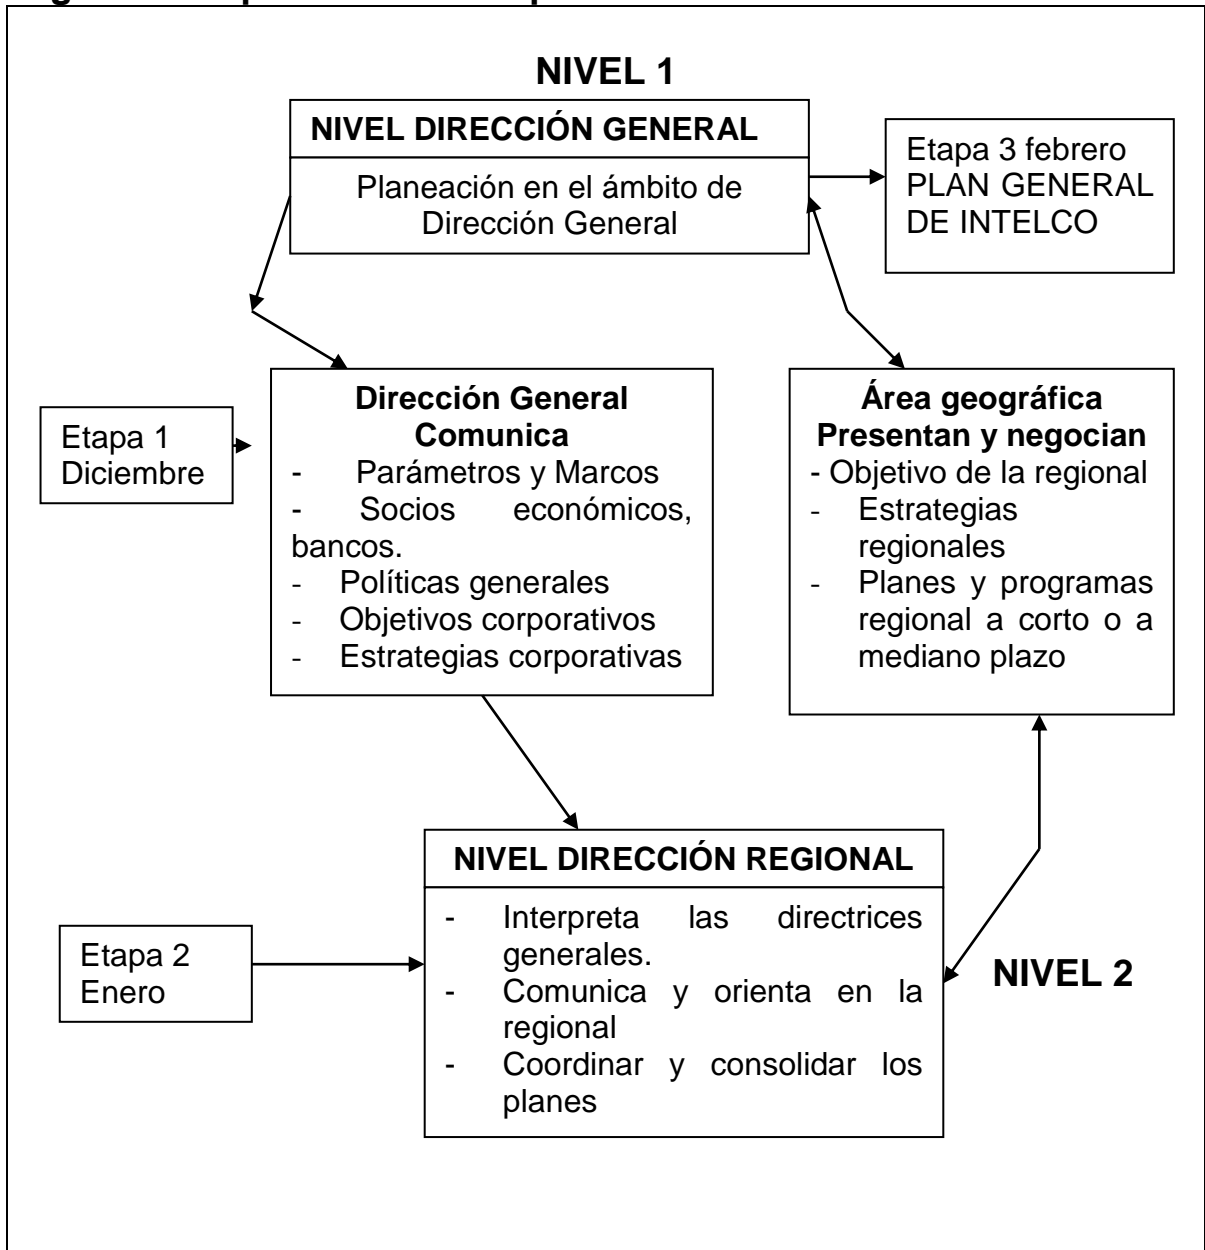 NIVEL 1
NIVEL DIRECCIÓN GENERAL
Planeación en el ámbito de
Dirección General
Etapa 3 febrero
PLAN GENERAL
DE INTELCO
Etapa 1
Diciembre
Dirección General
Comunica
- Parámetros y Marcos
- Socios económicos,
bancos.
- Políticas generales
- Objetivos corporativos
- Estrategias corporativas
Área geográfica
Presentan y negocian
- Objetivo de la regional
- Estrategias
regionales
- Planes y programas
regional a corto o a
mediano plazo
NIVEL DIRECCIÓN REGIONAL
- Interpreta las directrices
generales.
- Comunica y orienta en la
regional
- Coordinar y consolidar los
planes
Etapa 2
Enero
NIVEL 2